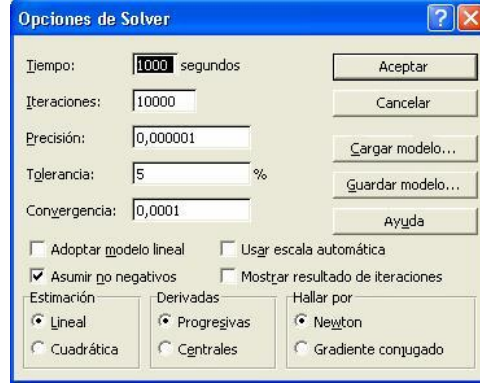 Opciones de Solver
Tiempo: 1000 segundos
Aceptar
Iteraciones: 10000
Cancelar
Precisión: 0,000001
Cargar modelo...
Tolerancia: 5 %
Guardar modelo...
Convergencia: 0,0001
Ayuda
Adoptar modelo lineal Usar escala automática
Asumir no negativos Mostrar resultado de iteraciones
Estimación Derivadas Hallar por
Lineal Progresivas Newton
Cuadrática Centrales Gradiente conjugado